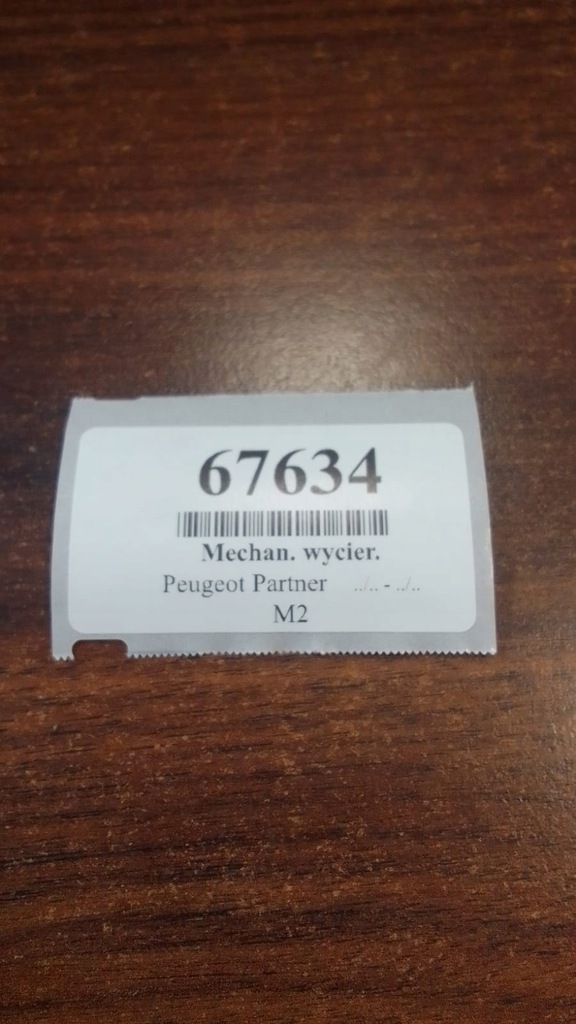 67634
Mechan. wycier.
Peugeot Partner ../.. - ../..
M2